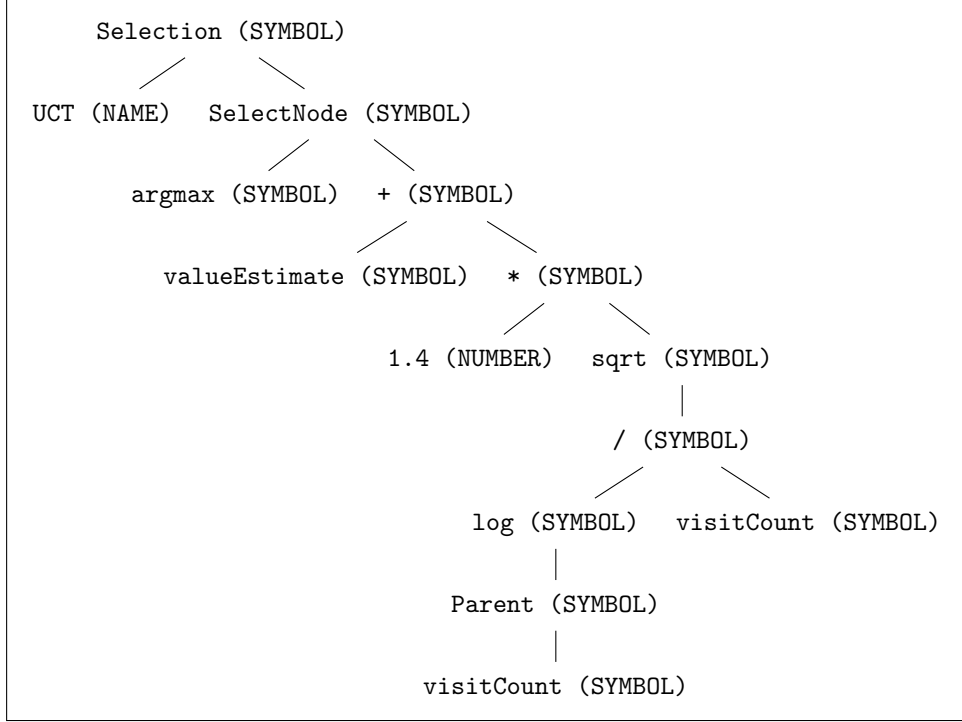 Selection (SYMBOL)
UCT (NAME) SelectNode (SYMBOL)
argmax (SYMBOL) + (SYMBOL)
valueEstimate (SYMBOL) * (SYMBOL)
1.4 (NUMBER) sqrt (SYMBOL)
/ (SYMBOL)
log (SYMBOL) visitCount (SYMBOL)
Parent (SYMBOL)
visitCount (SYMBOL)